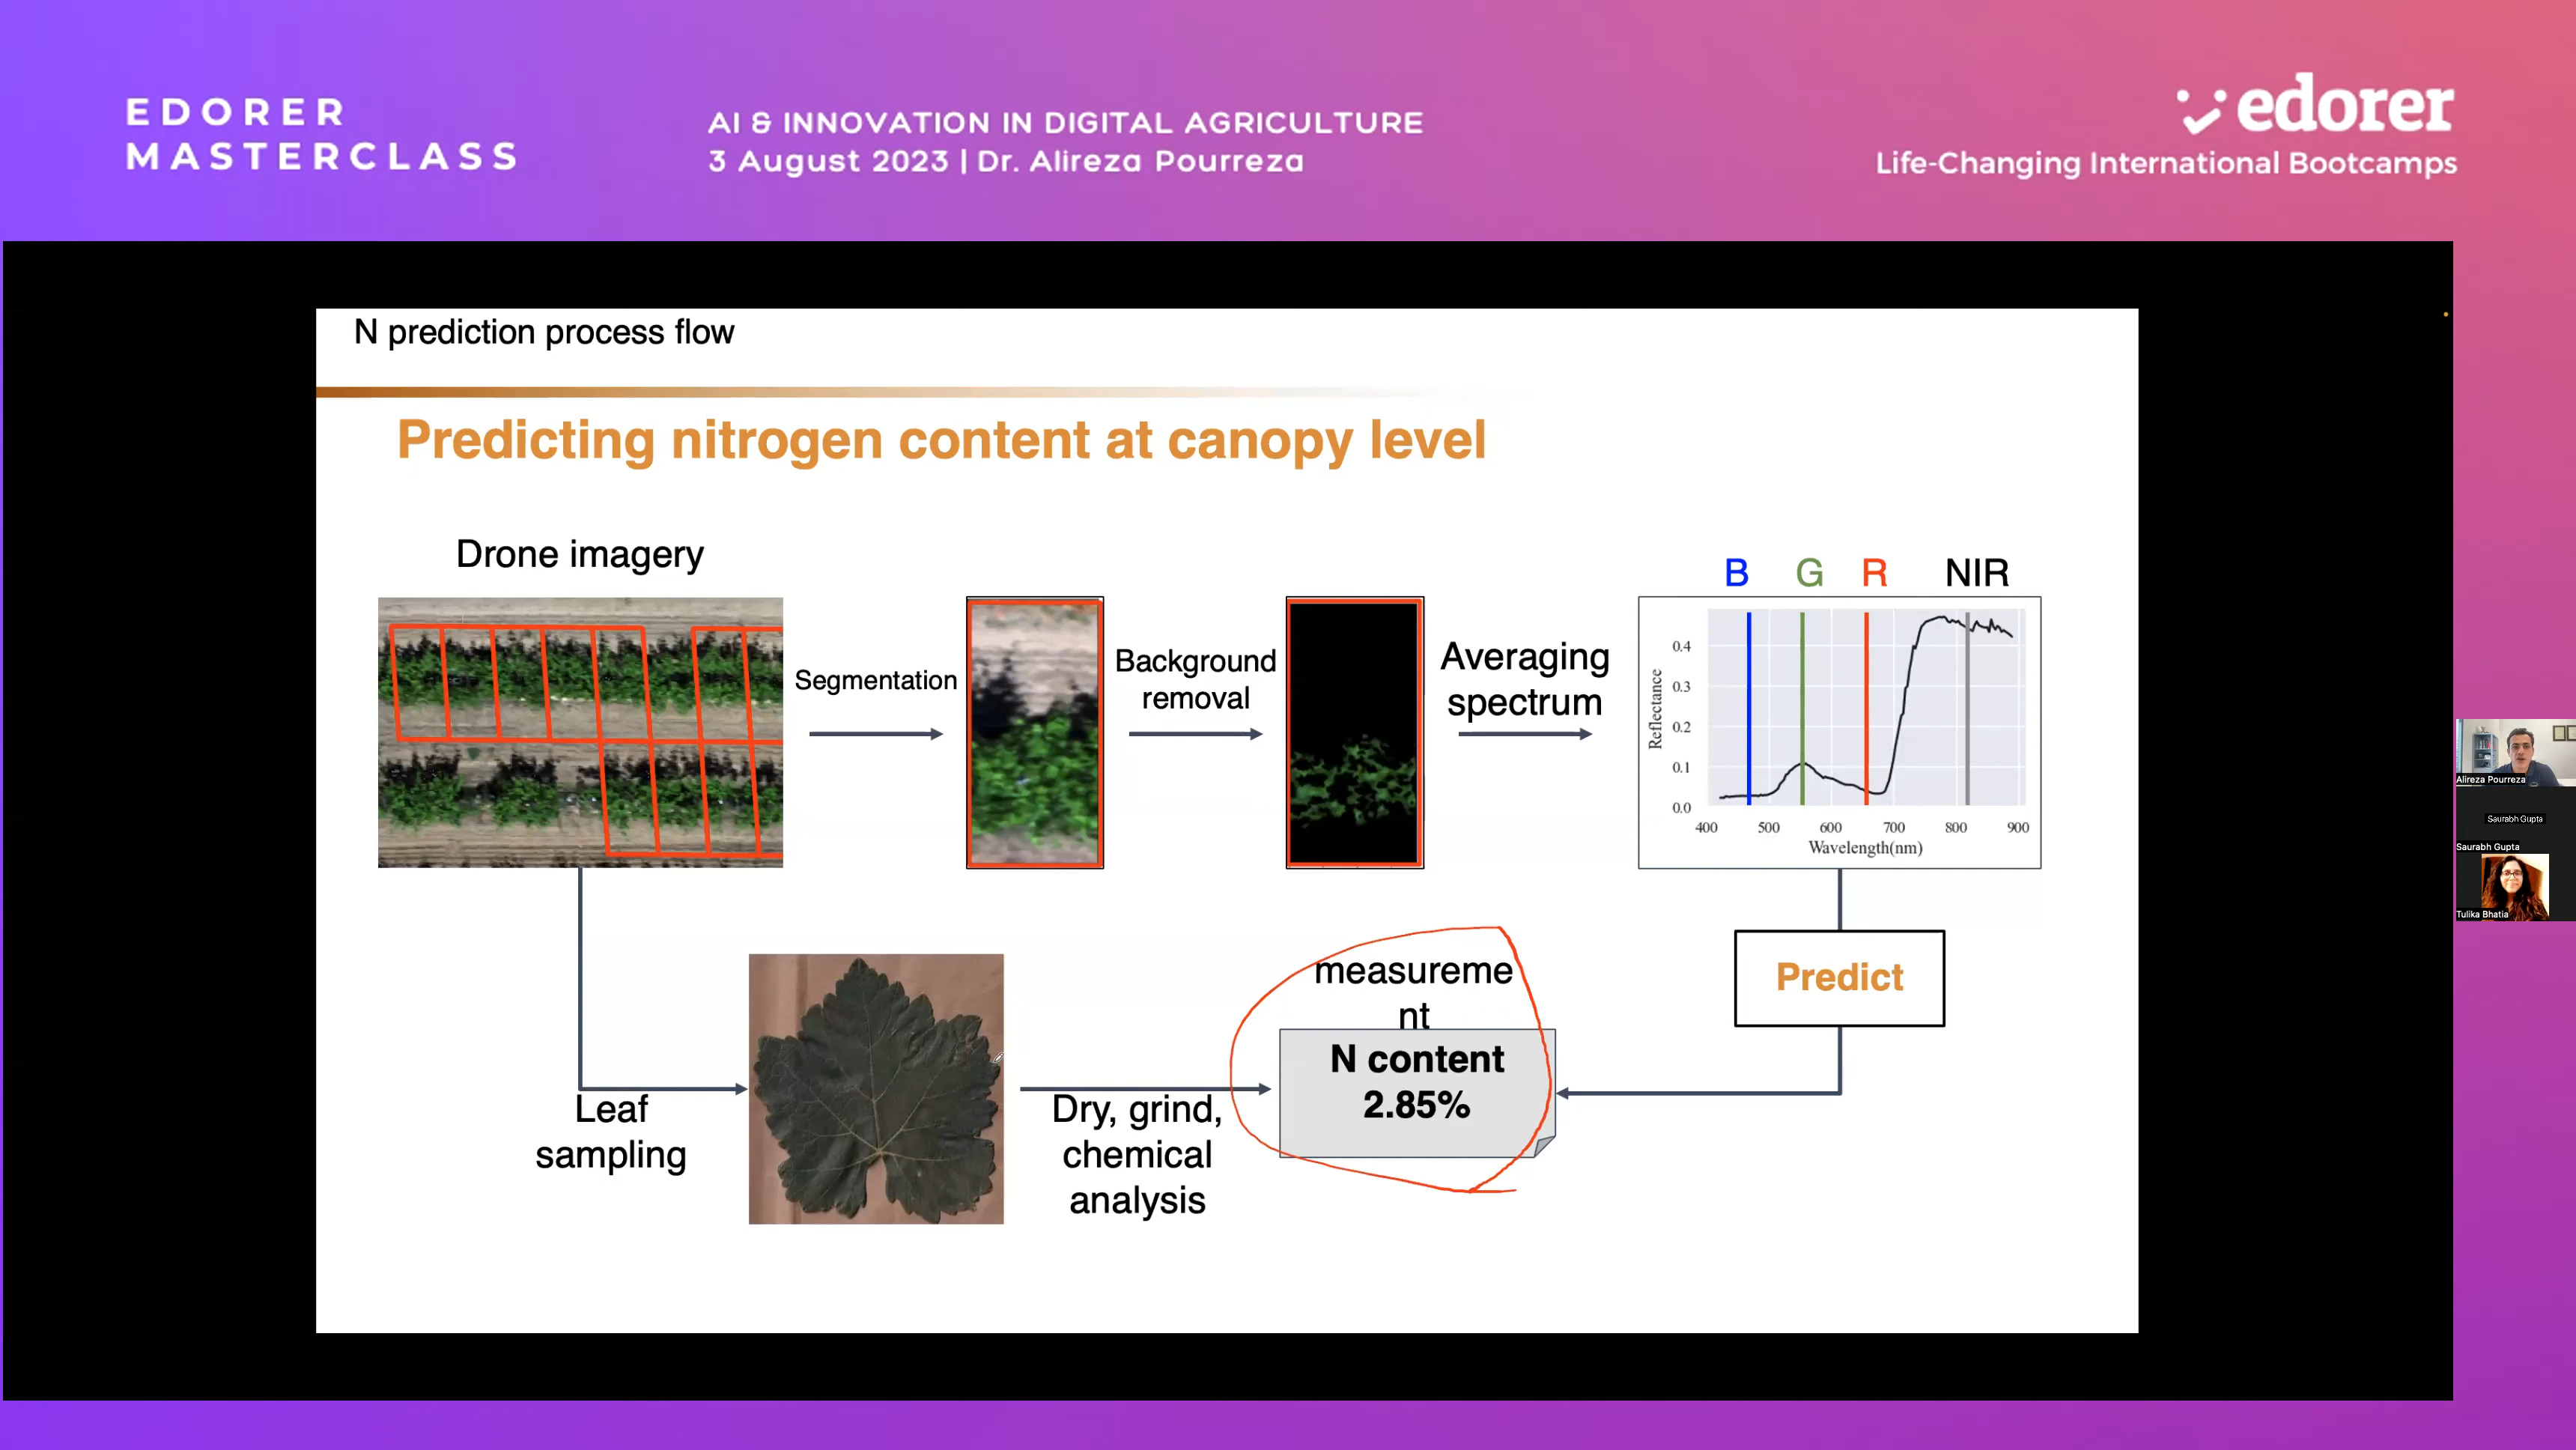 EDORER
MASTERCLASS
AI & INNOVATION IN DIGITAL AGRICULTURE
3 August 2023 | Dr. Alireza Pourreza
edorer
Life-Changing International Bootcamps
N prediction process flow
Predicting nitrogen content at canopy level
Drone imagery
Segmentation
Background
removal
Averaging
spectrum
B G R NIR
Reflectance
0.4
0.3
0.2
0.1
0.0
400 500 600 700 800 900
Wavelength(nm)
Predict
measureme
nt
N content
2.85%
Leaf
sampling
Dry, grind,
chemical
analysis
Alireza Pourreza
Saurabh Gupta
Saurabh Gupta
Tulika Bhatia